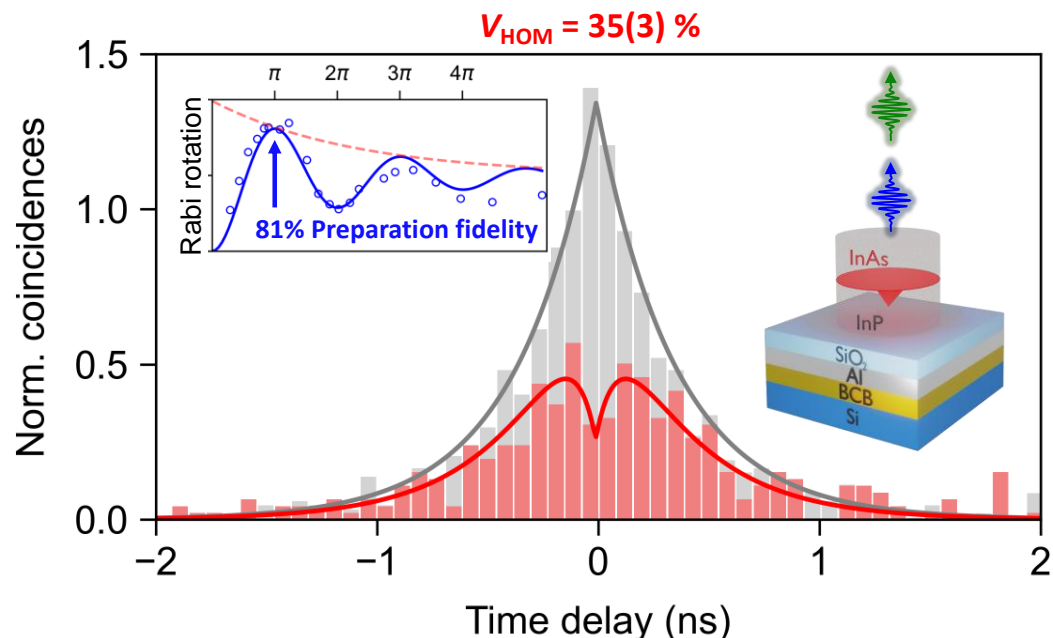 V_HOM = 35(3) %
Norm. coincidences
1.5
1.0
0.5
0.0
π 2π 3π 4π
Rabi rotation
81% Preparation fidelity
InAs
InP
SiO₂
Al
BCB
Si
−2 −1 0 1 2
Time delay (ns)